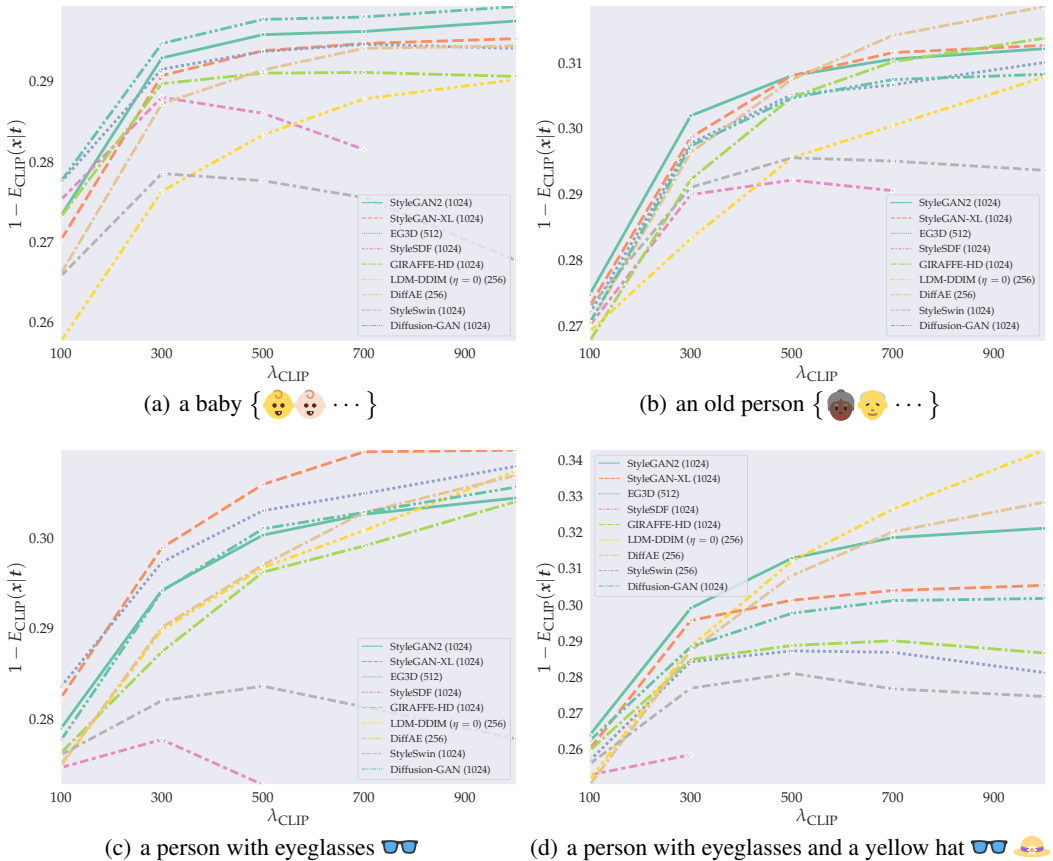 1 − E_CLIP(x|t)
0.29
0.28
0.27
0.26
StyleGAN2 (1024)
StyleGAN-XL (1024)
EG3D (512)
StyleSDF (1024)
GIRAFFE-HD (1024)
LDM-DDIM (η = 0) (256)
DiffAE (256)
StyleSwin (1024)
Diffusion-GAN (1024)
100 300 500 700 900
λ_CLIP
(a) a baby { ··· }
1 − E_CLIP(x|t)
0.31
0.30
0.29
0.28
0.27
StyleGAN2 (1024)
StyleGAN-XL (1024)
EG3D (512)
StyleSDF (1024)
GIRAFFE-HD (1024)
LDM-DDIM (η = 0) (256)
DiffAE (256)
StyleSwin (1024)
Diffusion-GAN (1024)
100 300 500 700 900
λ_CLIP
(b) an old person { ··· }
1 − E_CLIP(x|t)
0.30
0.29
0.28
StyleGAN2 (1024)
StyleGAN-XL (1024)
EG3D (512)
StyleSDF (1024)
GIRAFFE-HD (1024)
LDM-DDIM (η = 0) (256)
DiffAE (256)
StyleSwin (1024)
Diffusion-GAN (1024)
100 300 500 700 900
λ_CLIP
(c) a person with eyeglasses
1 − E_CLIP(x|t)
0.34
0.33
0.32
0.31
0.30
0.29
0.28
0.27
0.26
StyleGAN2 (1024)
StyleGAN-XL (1024)
EG3D (512)
StyleSDF (1024)
GIRAFFE-HD (1024)
LDM-DDIM (η = 0) (256)
DiffAE (256)
StyleSwin (256)
Diffusion-GAN (1024)
100 300 500 700 900
λ_CLIP
(d) a person with eyeglasses and a yellow hat